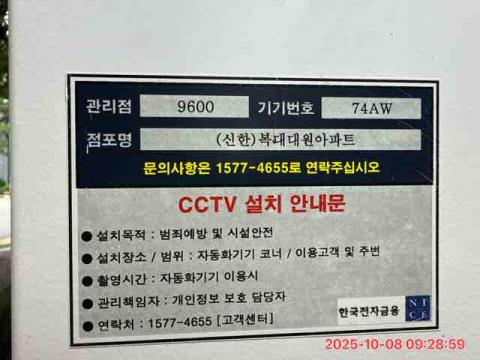 관리점 9600 기기번호 74AW
점포명 (신한)복대대원아파트
문의사항은 1577-4655로 연락주십시오
CCTV 설치 안내문
● 설치목적 : 범죄예방 및 시설안전
● 설치장소 / 범위 : 자동화기기 코너 / 이용고객 및 주변
● 촬영시간 : 자동화기기 이용시
● 관리책임자 : 개인정보 보호 담당자
● 연락처 : 1577-4655 [고객센터]
한국전자금융 NICE
2025-10-08 09:28:59